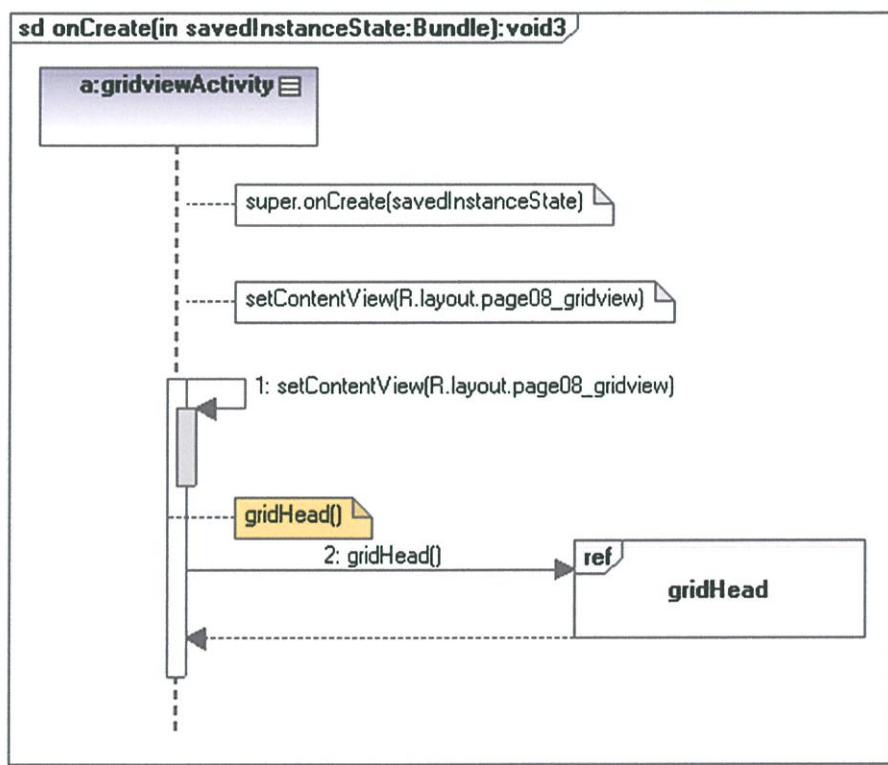 sd onCreate(in savedInstanceState:Bundle):void3
a:gridviewActivity
super.onCreate(savedInstanceState)
setContentView(R.layout.page08_gridview)
1: setContentView(R.layout.page08_gridview)
gridHead()
2: gridHead()
ref
gridHead